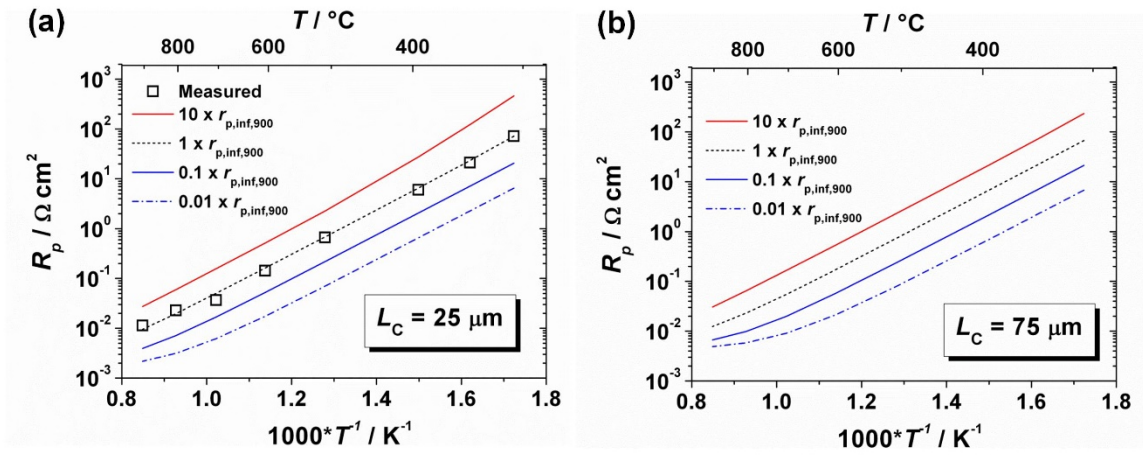 (a)
T / °C
800 600 400
10³
10²
10¹
10⁰
10⁻¹
10⁻²
10⁻³
R_p / Ω cm²
Measured
10 x r_p,inf,900
1 x r_p,inf,900
0.1 x r_p,inf,900
0.01 x r_p,inf,900
L_C = 25 μm
0.8 1.0 1.2 1.4 1.6 1.8
1000*T⁻¹ / K⁻¹
(b)
T / °C
800 600 400
10³
10²
10¹
10⁰
10⁻¹
10⁻²
10⁻³
R_p / Ω cm²
10 x r_p,inf,900
1 x r_p,inf,900
0.1 x r_p,inf,900
0.01 x r_p,inf,900
L_C = 75 μm
0.8 1.0 1.2 1.4 1.6 1.8
1000*T⁻¹ / K⁻¹